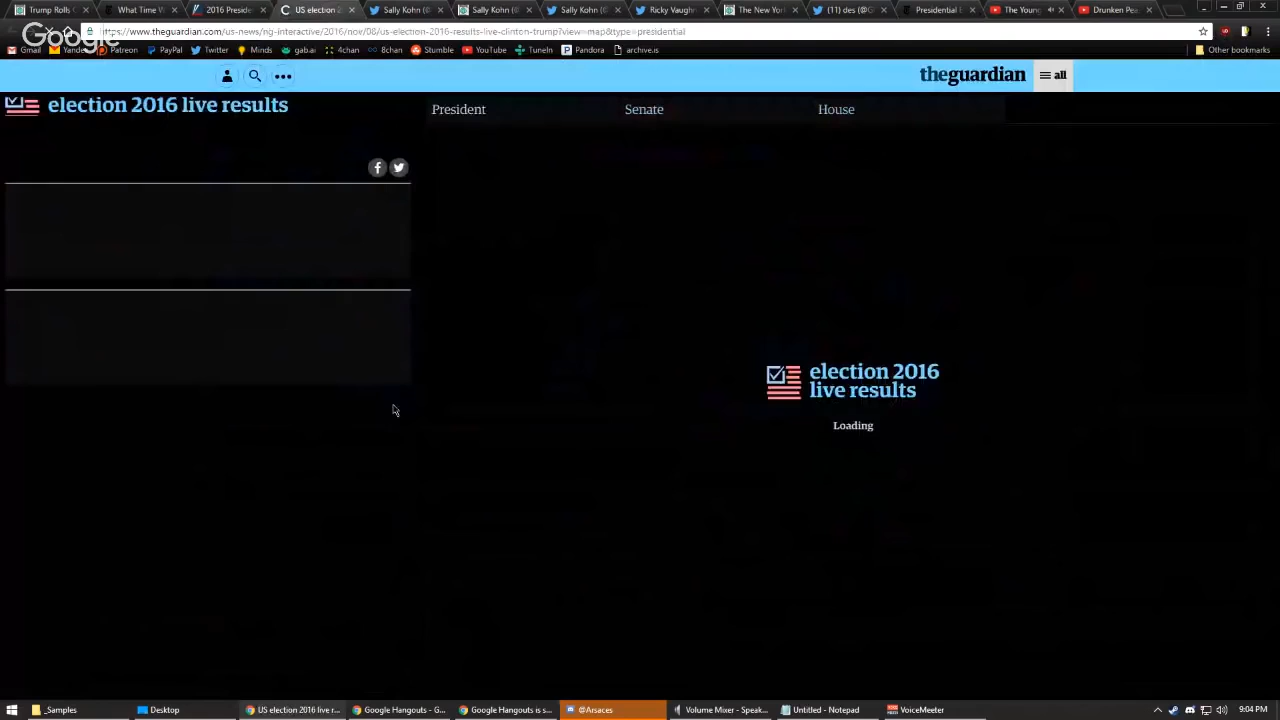 Trump Rolls C
What Time W
2016 Preside
US election 2
Sally Kohn (@
Sally Kohn (@
Sally Kohn (@
Ricky Vaughn
The New York
(11) des (@G
Presidential E
The Young
Drunken Pea
https://www.theguardian.com/us-news/ng-interactive/2016/nov/08/us-election-2016-results-live-clinton-trump?view=map&type=presidential
Google
Gmail
Yande
Patreon
PayPal
Twitter
Minds
gab.ai
4chan
8chan
Stumble
YouTube
TuneIn
Pandora
archive.is
Other bookmarks
theguardian
all
election 2016 live results
President
Senate
House
election 2016
live results
Loading
_Samples
Desktop
US election 2016 live r...
Google Hangouts - G...
Google Hangouts is s...
@Arsaces
Volume Mixer - Speak...
Untitled - Notepad
VoiceMeeter
9:04 PM